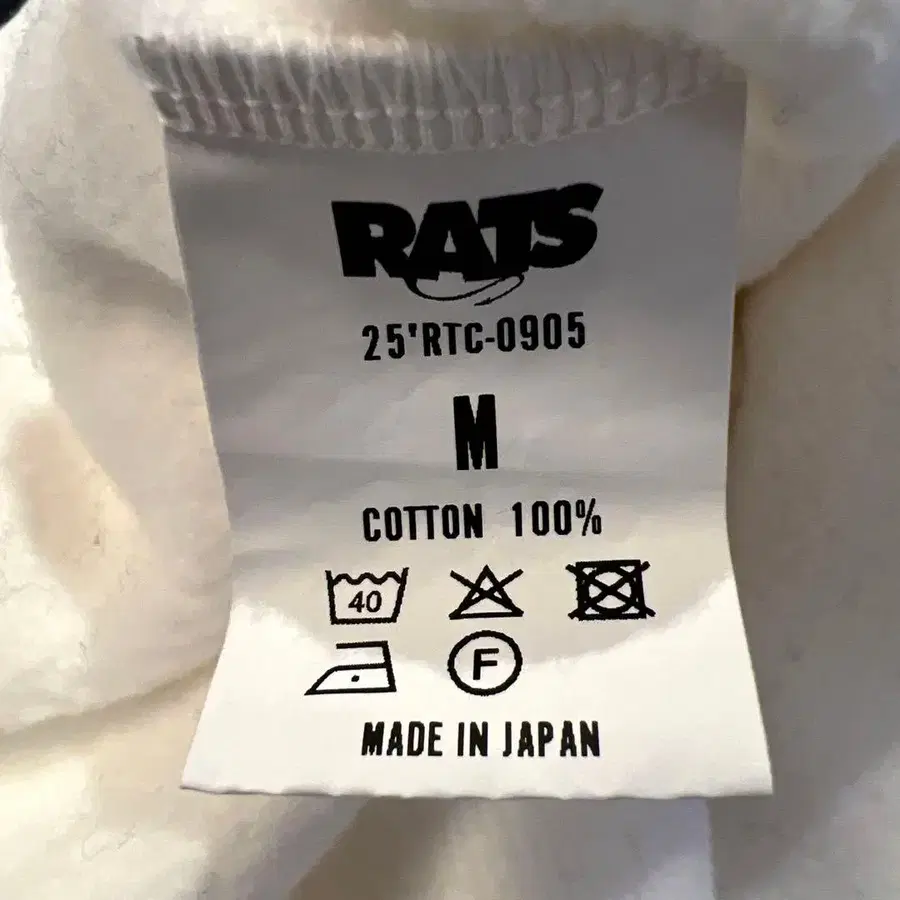 RATS
25'RTC-0905
M
COTTON 100%
40
F
MADE IN JAPAN